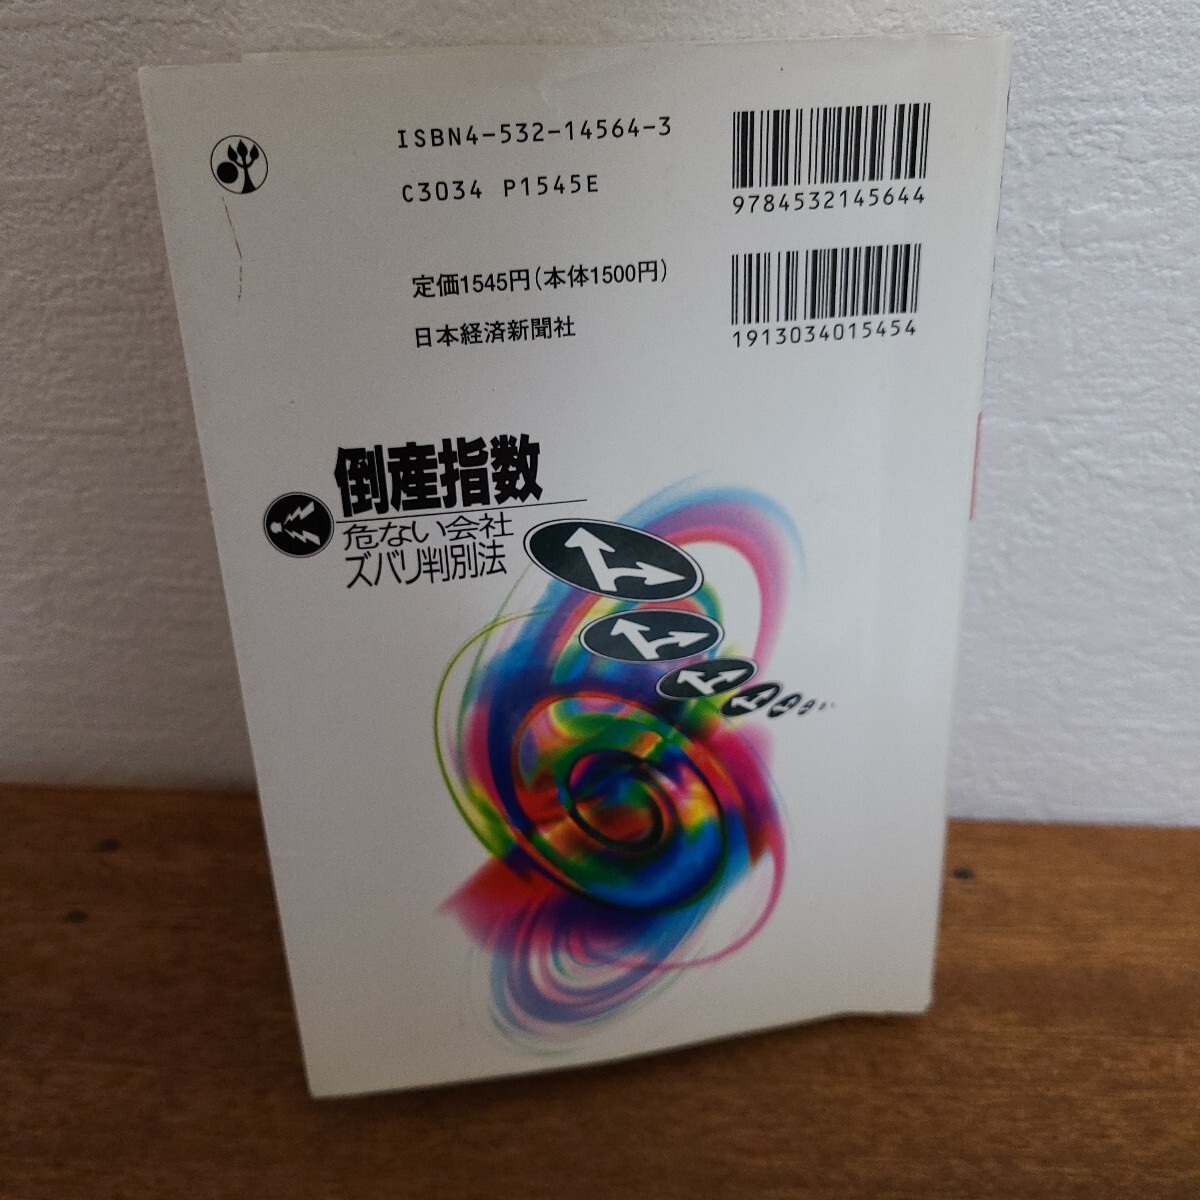 ISBN4-532-14564-3
C3034 P1545E
9784532145644
定価1545円(本体1500円)
日本経済新聞社
1913034015454
倒産指数
危ない会社
ズバリ判別法